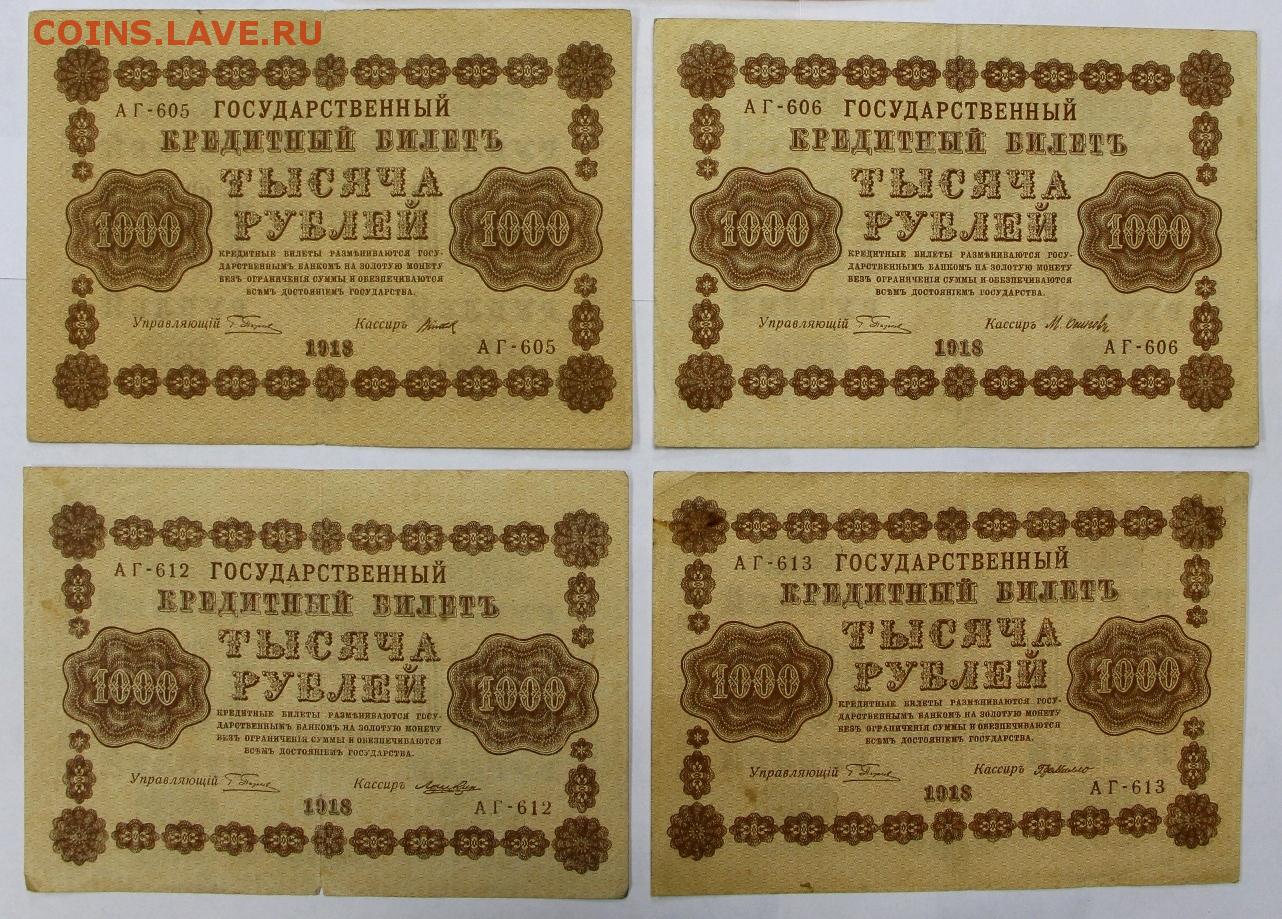 COINS.LAVE.RU
АГ-605 ГОСУДАРСТВЕННЫЙ
КРЕДИТНЫЙ БИЛЕТЪ
ТЫСЯЧА
РУБЛЕЙ
1000 1000
КРЕДИТНЫЕ БИЛЕТЫ РАЗМѢНИВАЮТСЯ ГОСУ-
ДАРСТВЕННЫМЪ БАНКОМЪ НА ЗОЛОТУЮ МОНЕТУ
БЕЗЪ ОГРАНИЧЕНІЯ СУММЫ И ОБЕЗПЕЧИВАЮТСЯ
ВСѢМЪ ДОСТОЯНІЕМЪ ГОСУДАРСТВА.
Управляющій Кассиръ
1918 АГ-605
АГ-606 ГОСУДАРСТВЕННЫЙ
КРЕДИТНЫЙ БИЛЕТЪ
ТЫСЯЧА
РУБЛЕЙ
1000 1000
КРЕДИТНЫЕ БИЛЕТЫ РАЗМѢНИВАЮТСЯ ГОСУ-
ДАРСТВЕННЫМЪ БАНКОМЪ НА ЗОЛОТУЮ МОНЕТУ
БЕЗЪ ОГРАНИЧЕНІЯ СУММЫ И ОБЕЗПЕЧИВАЮТСЯ
ВСѢМЪ ДОСТОЯНІЕМЪ ГОСУДАРСТВА.
Управляющій Кассиръ
1918 АГ-606
АГ-612 ГОСУДАРСТВЕННЫЙ
КРЕДИТНЫЙ БИЛЕТЪ
ТЫСЯЧА
РУБЛЕЙ
1000 1000
КРЕДИТНЫЕ БИЛЕТЫ РАЗМѢНИВАЮТСЯ ГОСУ-
ДАРСТВЕННЫМЪ БАНКОМЪ НА ЗОЛОТУЮ МОНЕТУ
БЕЗЪ ОГРАНИЧЕНІЯ СУММЫ И ОБЕЗПЕЧИВАЮТСЯ
ВСѢМЪ ДОСТОЯНІЕМЪ ГОСУДАРСТВА.
Управляющій Кассиръ
1918 АГ-612
АГ-613 ГОСУДАРСТВЕННЫЙ
КРЕДИТНЫЙ БИЛЕТЪ
ТЫСЯЧА
РУБЛЕЙ
1000 1000
КРЕДИТНЫЕ БИЛЕТЫ РАЗМѢНИВАЮТСЯ ГОСУ-
ДАРСТВЕННЫМЪ БАНКОМЪ НА ЗОЛОТУЮ МОНЕТУ
БЕЗЪ ОГРАНИЧЕНІЯ СУММЫ И ОБЕЗПЕЧИВАЮТСЯ
ВСѢМЪ ДОСТОЯНІЕМЪ ГОСУДАРСТВА.
Управляющій Кассиръ
1918 АГ-613